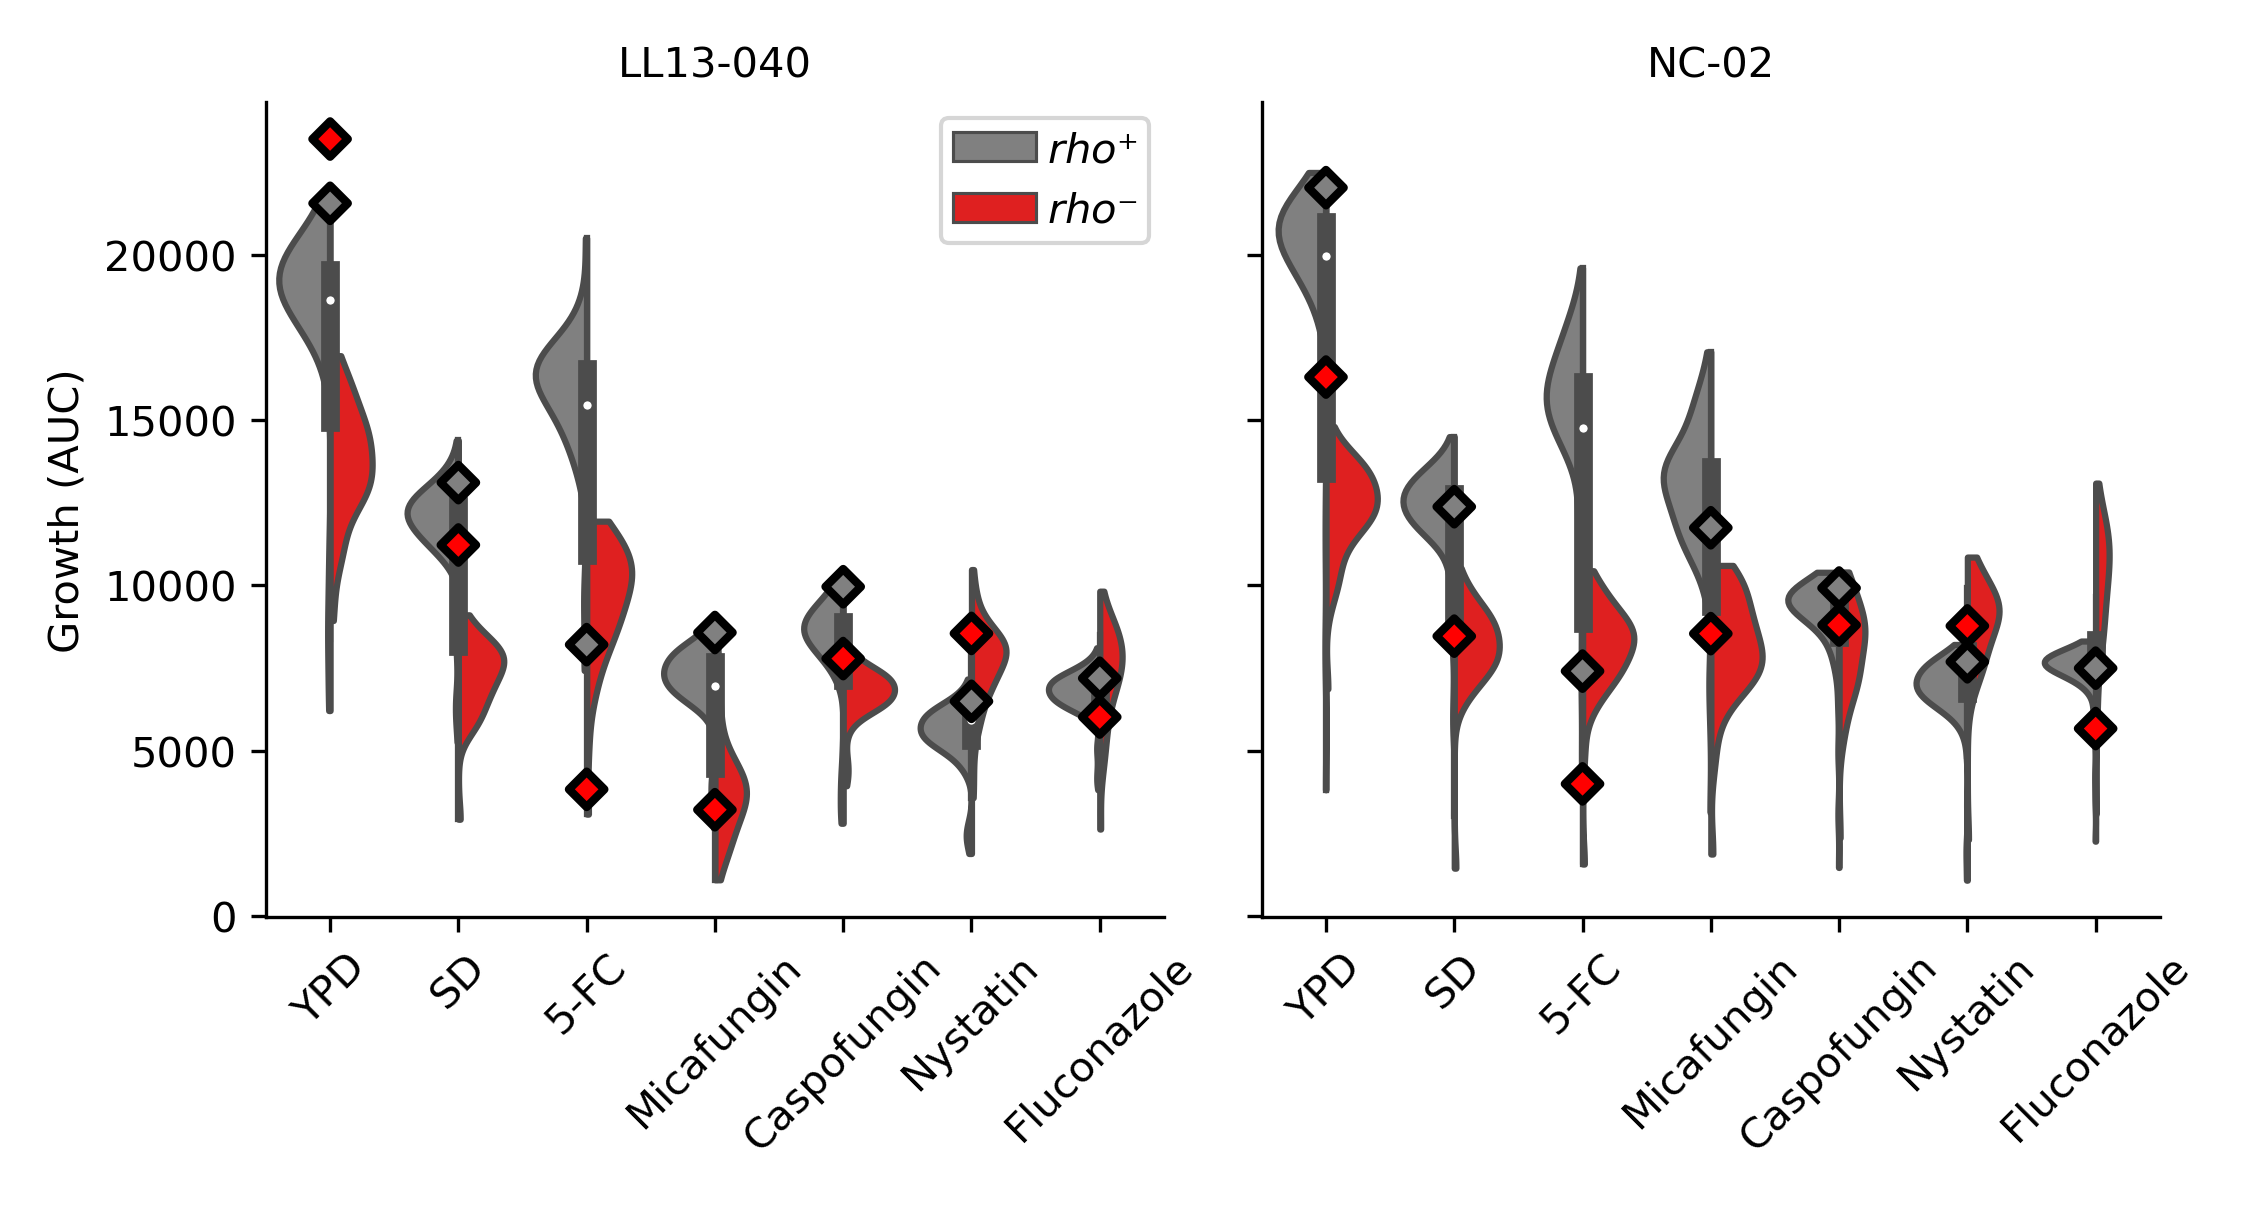 LL13-040
NC-02
rho⁺
rho⁻
Growth (AUC)
20000
15000
10000
5000
0
YPD
SD
5-FC
Micafungin
Caspofungin
Nystatin
Fluconazole
YPD
SD
5-FC
Micafungin
Caspofungin
Nystatin
Fluconazole